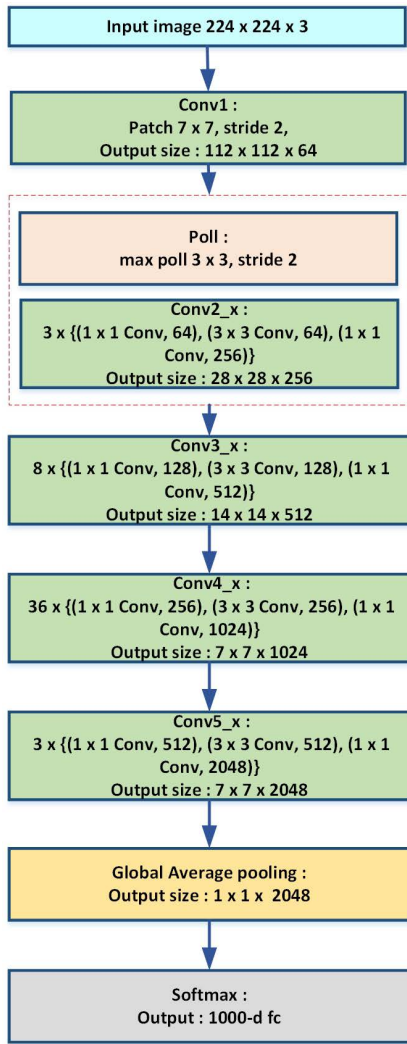 Input image 224 x 224 x 3
Conv1 :
Patch 7 x 7, stride 2,
Output size : 112 x 112 x 64
Poll :
max poll 3 x 3, stride 2
Conv2_x :
3 x {(1 x 1 Conv, 64), (3 x 3 Conv, 64), (1 x 1
Conv, 256)}
Output size : 28 x 28 x 256
Conv3_x :
8 x {(1 x 1 Conv, 128), (3 x 3 Conv, 128), (1 x 1
Conv, 512)}
Output size : 14 x 14 x 512
Conv4_x :
36 x {(1 x 1 Conv, 256), (3 x 3 Conv, 256), (1 x 1
Conv, 1024)}
Output size : 7 x 7 x 1024
Conv5_x :
3 x {(1 x 1 Conv, 512), (3 x 3 Conv, 512), (1 x 1
Conv, 2048)}
Output size : 7 x 7 x 2048
Global Average pooling :
Output size : 1 x 1 x 2048
Softmax :
Output : 1000-d fc